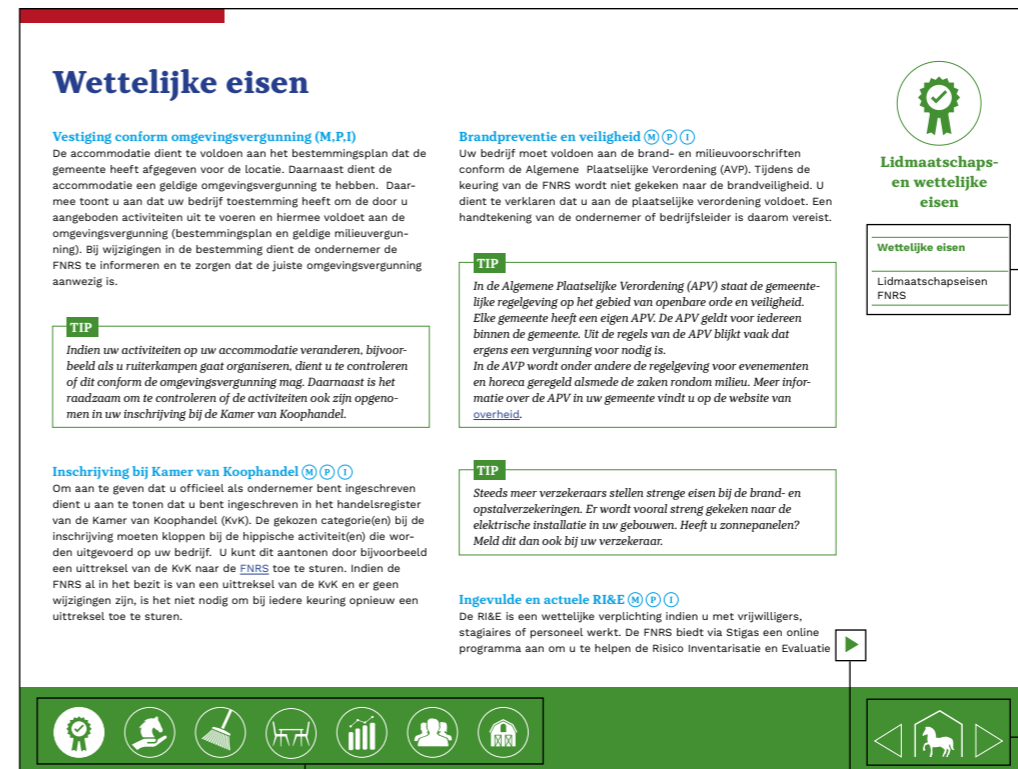 Wettelijke eisen
Vestiging conform omgevingsvergunning (M,P,I)
De accommodatie dient te voldoen aan het bestemmingsplan dat de
gemeente heeft afgegeven voor de locatie. Daarnaast dient de
accommodatie een geldige omgevingsvergunning te hebben.  Daar-
mee toont u aan dat uw bedrijf toestemming heeft om de door u
aangeboden activiteiten uit te voeren en hiermee voldoet aan de
omgevingsvergunning (bestemmingsplan en geldige milieuvergun-
ning). Bij wijzigingen in de bestemming dient de ondernemer de
FNRS te informeren en te zorgen dat de juiste omgevingsvergunning
aanwezig is.
TIP
Indien uw activiteiten op uw accommodatie veranderen, bijvoor-
beeld als u ruiterkampen gaat organiseren, dient u te controleren
of dit conform de omgevingsvergunning mag. Daarnaast is het
raadzaam om te controleren of de activiteiten ook zijn opgeno-
men in uw inschrijving bij de Kamer van Koophandel.
Inschrijving bij Kamer van Koophandel M P I
Om aan te geven dat u officieel als ondernemer bent ingeschreven
dient u aan te tonen dat u bent ingeschreven in het handelsregister
van de Kamer van Koophandel (KvK). De gekozen categorie(en) bij de
inschrijving moeten kloppen bij de hippische activiteit(en) die wor-
den uitgevoerd op uw bedrijf.  U kunt dit aantonen door bijvoorbeeld
een uittreksel van de KvK naar de FNRS toe te sturen. Indien de
FNRS al in het bezit is van een uittreksel van de KvK en er geen
wijzigingen zijn, is het niet nodig om bij iedere keuring opnieuw een
uittreksel toe te sturen.
Brandpreventie en veiligheid M P I
Uw bedrijf moet voldoen aan de brand- en milieuvoorschriften
conform de Algemene  Plaatselijke Verordening (AVP). Tijdens de
keuring van de FNRS wordt niet gekeken naar de brandveiligheid. U
dient te verklaren dat u aan de plaatselijke verordening voldoet. Een
handtekening van de ondernemer of bedrijfsleider is daarom vereist.
TIP
In de Algemene Plaatselijke Verordening (APV) staat de gemeente-
lijke regelgeving op het gebied van openbare orde en veiligheid.
Elke gemeente heeft een eigen APV. De APV geldt voor iedereen
binnen de gemeente. Uit de regels van de APV blijkt vaak dat
ergens een vergunning voor nodig is.
In de AVP wordt onder andere de regelgeving voor evenementen
en horeca geregeld alsmede de zaken rondom milieu. Meer infor-
matie over de APV in uw gemeente vindt u op de website van
overheid.
TIP
Steeds meer verzekeraars stellen strenge eisen bij de brand- en
opstalverzekeringen. Er wordt vooral streng gekeken naar de
elektrische installatie in uw gebouwen. Heeft u zonnepanelen?
Meld dit dan ook bij uw verzekeraar.
Ingevulde en actuele RI&E M P I
De RI&E is een wettelijke verplichting indien u met vrijwilligers,
stagiaires of personeel werkt. De FNRS biedt via Stigas een online
programma aan om u te helpen de Risico Inventarisatie en Evaluatie
Lidmaatschaps-
en wettelijke
eisen
Wettelijke eisen
Lidmaatschapseisen
FNRS